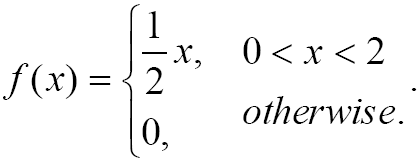 f(x) = { 1/2 x, 0 < x < 2
0, otherwise. .